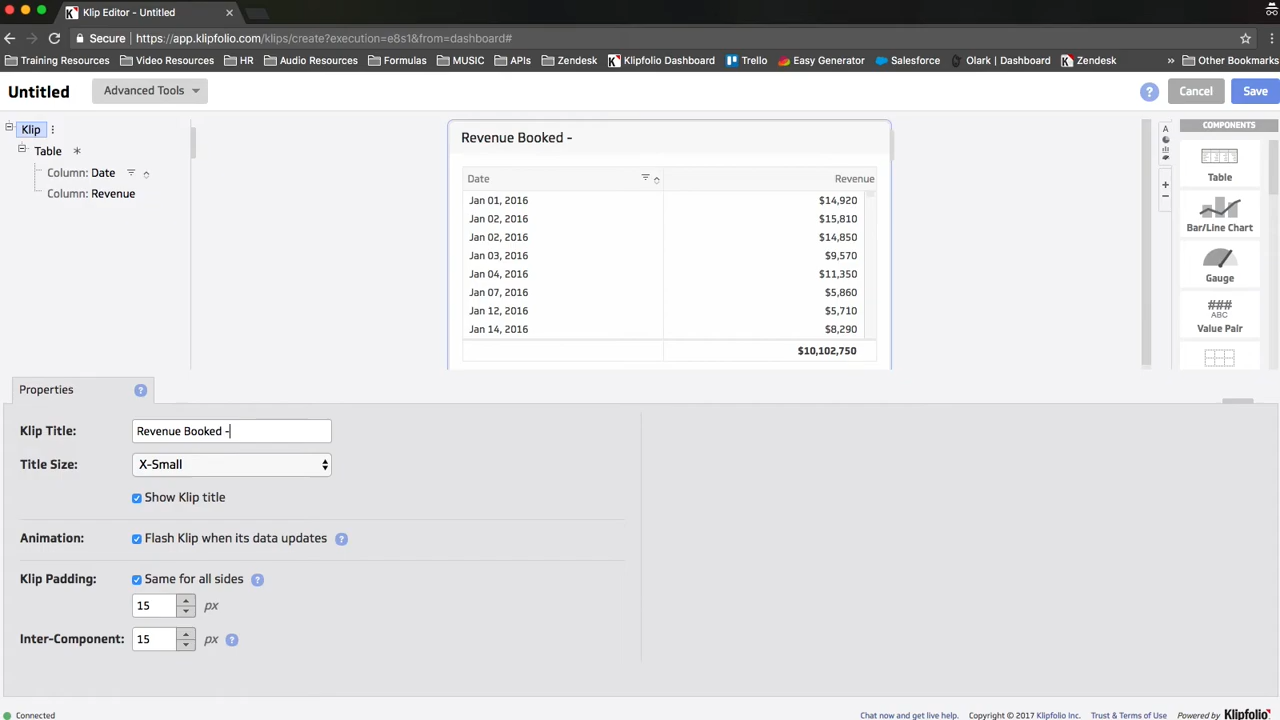 Klip Editor - Untitled
Secure https://app.klipfolio.com/klips/create?execution=e8s1&from=dashboard#
Training Resources Video Resources HR Audio Resources Formulas MUSIC APIs Zendesk Klipfolio Dashboard Trello Easy Generator Salesforce Olark | Dashboard Zendesk » Other Bookmarks
Untitled Advanced Tools ? Cancel Save
Klip
Table *
Column: Date
Column: Revenue
Revenue Booked -
Date Revenue
Jan 01, 2016 $14,920
Jan 02, 2016 $15,810
Jan 02, 2016 $14,850
Jan 03, 2016 $9,570
Jan 04, 2016 $11,350
Jan 07, 2016 $5,860
Jan 12, 2016 $5,710
Jan 14, 2016 $8,290
$10,102,750
A
+
−
COMPONENTS
Table
Bar/Line Chart
Gauge
###
ABC
Value Pair
Properties ?
Klip Title: Revenue Booked -
Title Size: X-Small
Show Klip title
Animation: Flash Klip when its data updates ?
Klip Padding: Same for all sides ?
15 px
Inter-Component: 15 px ?
Connected Chat now and get live help. Copyright © 2017 Klipfolio Inc. Trust & Terms of Use Powered by Klipfolio